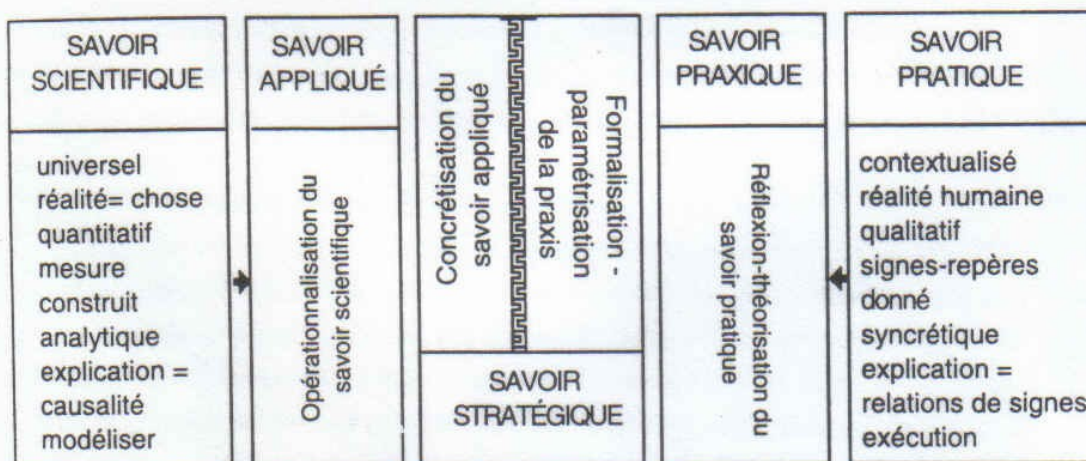 SAVOIR
SCIENTIFIQUE
universel
réalité= chose
quantitatif
mesure
construit
analytique
explication =
causalité
modéliser
SAVOIR
APPLIQUÉ
Opérationnalisation du
savoir scientifique
Concrétisation du
savoir appliqué
Formalisation -
paramétrisation
de la praxis
SAVOIR
STRATÉGIQUE
SAVOIR
PRAXIQUE
Réflexion-théorisation du
savoir pratique
SAVOIR
PRATIQUE
contextualisé
réalité humaine
qualitatif
signes-repères
donné
syncrétique
explication =
relations de signes
exécution